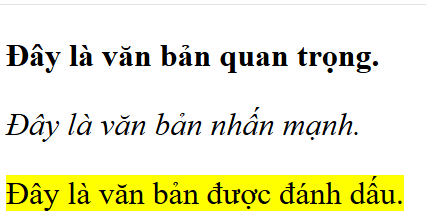 Đây là văn bản quan trọng.
Đây là văn bản nhấn mạnh.
Đây là văn bản được đánh dấu.